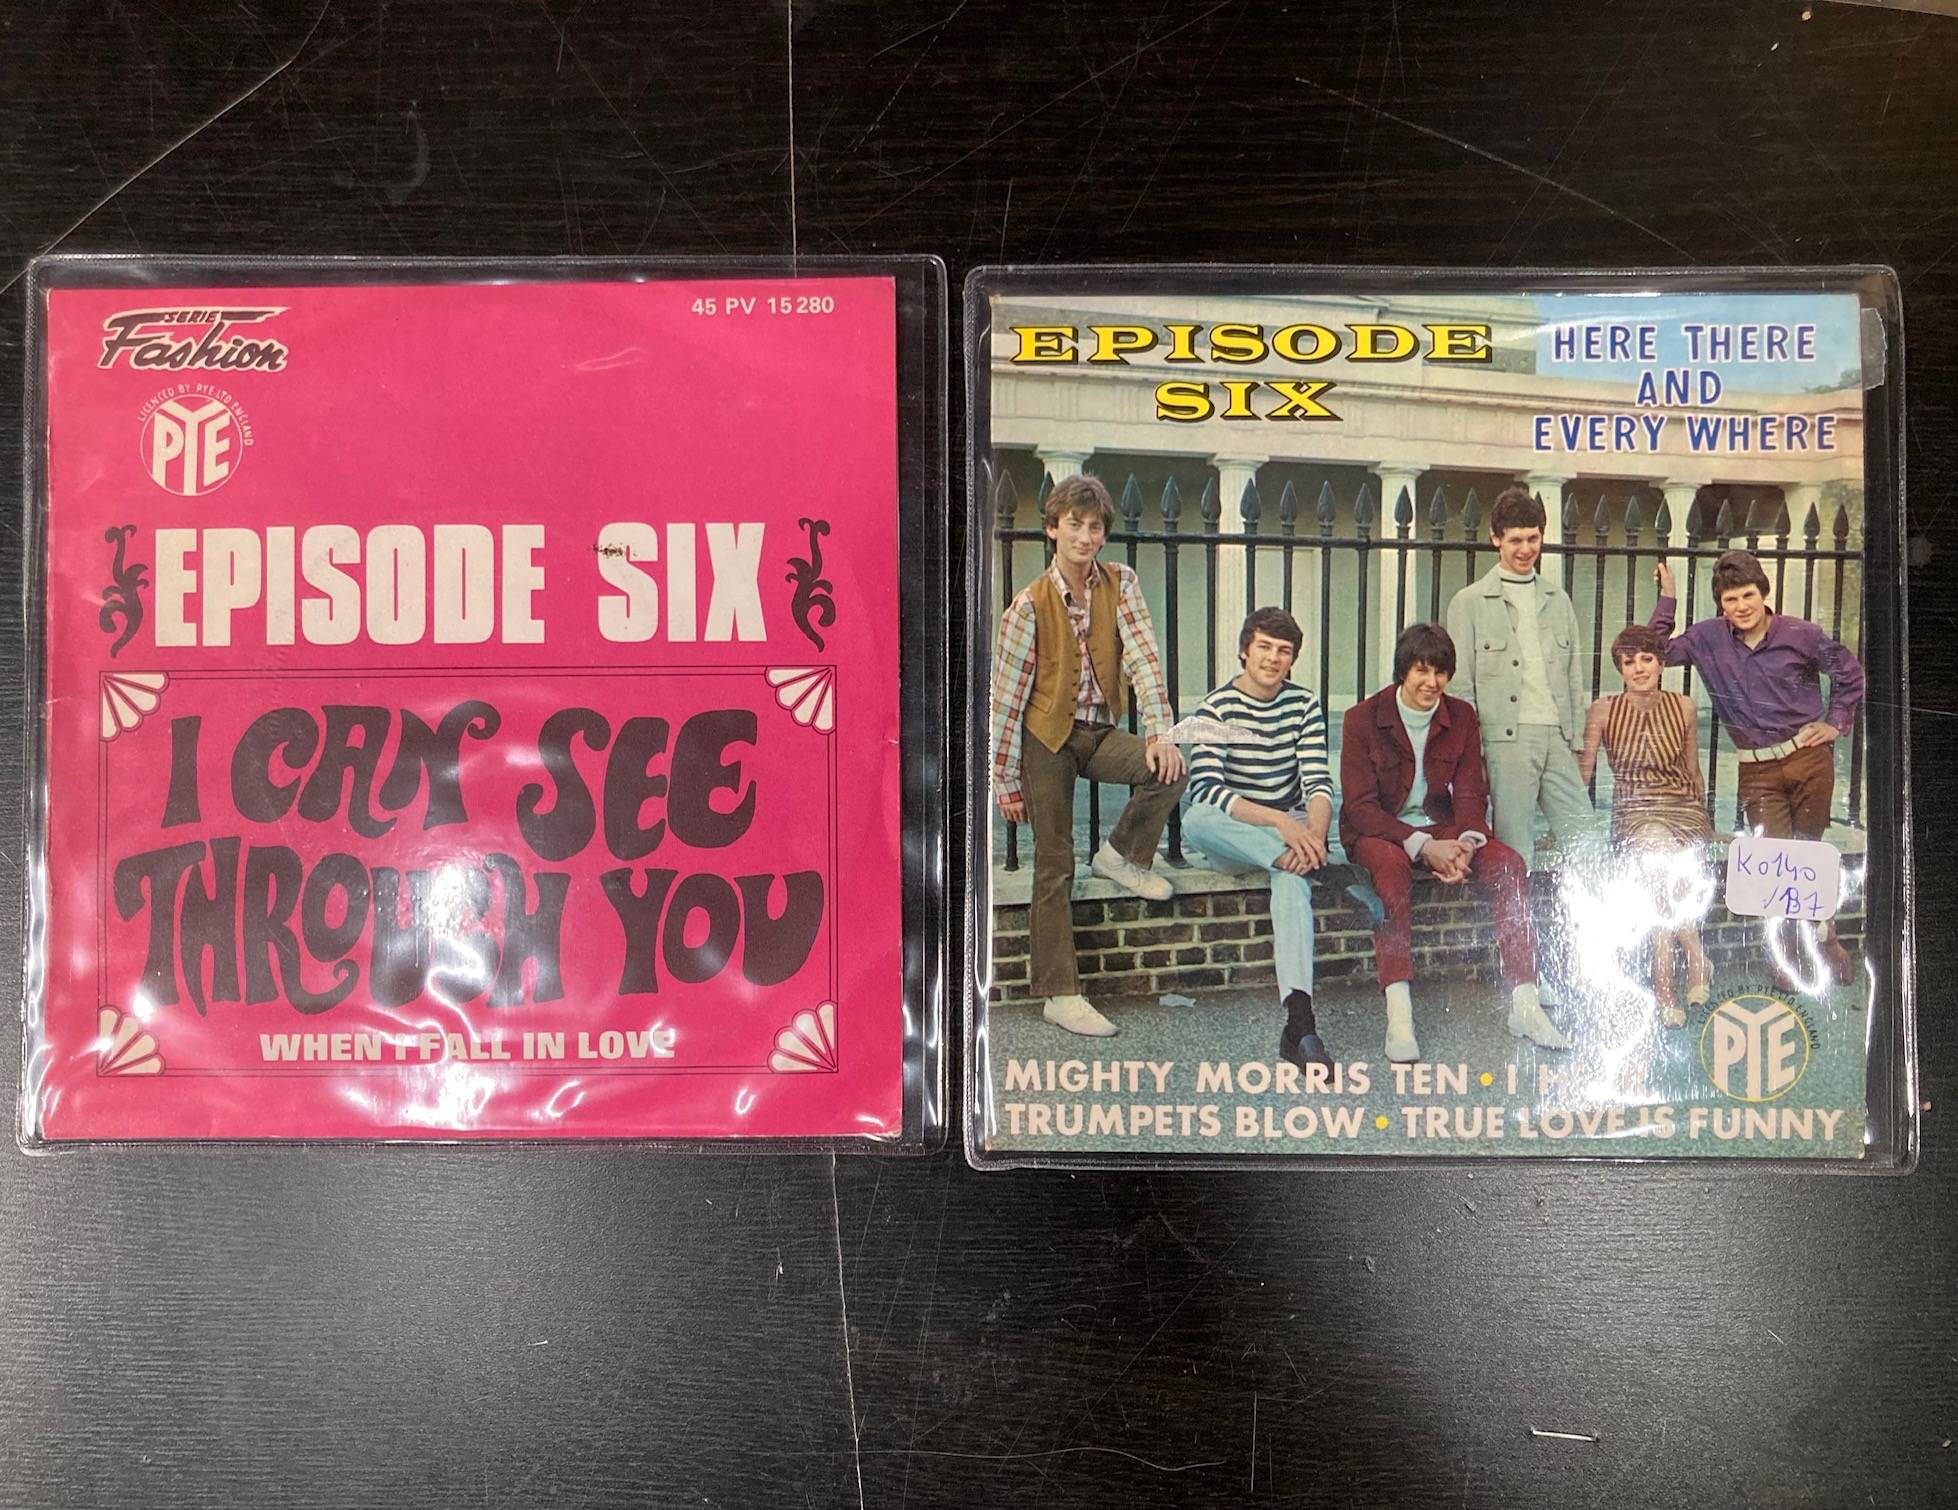 SERIE
Fashion
45 PV 15 280
LICENCED BY PYE LTD ENGLAND
PYE
EPISODE SIX
I CAN SEE
THROUGH YOU
WHEN I FALL IN LOVE
EPISODE
SIX
HERE THERE
AND
EVERY WHERE
K0140
/B7
BY PYE LTD ENGLAND
PYE
MIGHTY MORRIS TEN • I
TRUMPETS BLOW • TRUE LOVE IS FUNNY